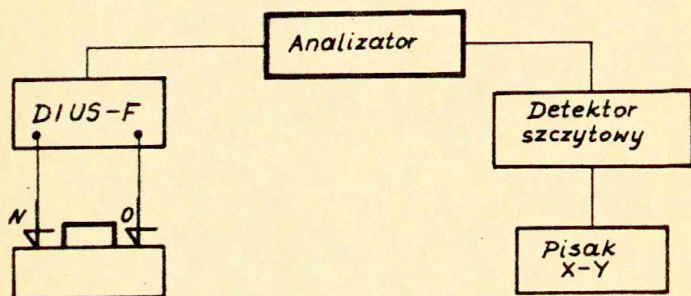 Analizator
DIUS-F
Detektor
szczytowy
N
O
Pisak
X-Y